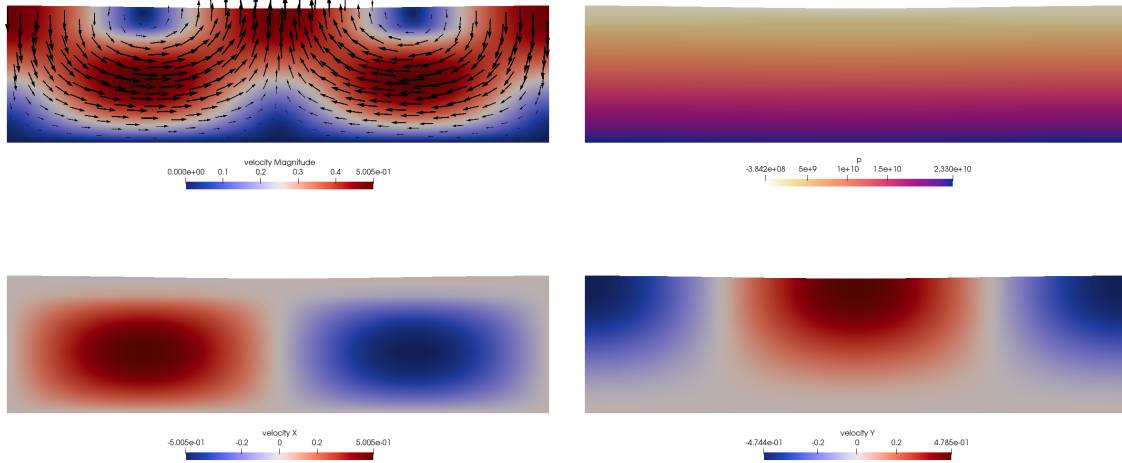 velocity Magnitude
0.000e+00 0.1 0.2 0.3 0.4 5.005e-01
p
-3.842e+08 5e+9 1e+10 1.5e+10 2.330e+10
velocity X
-5.005e-01 -0.2 0 0.2 5.005e-01
velocity Y
-4.744e-01 -0.2 0 0.2 4.785e-01